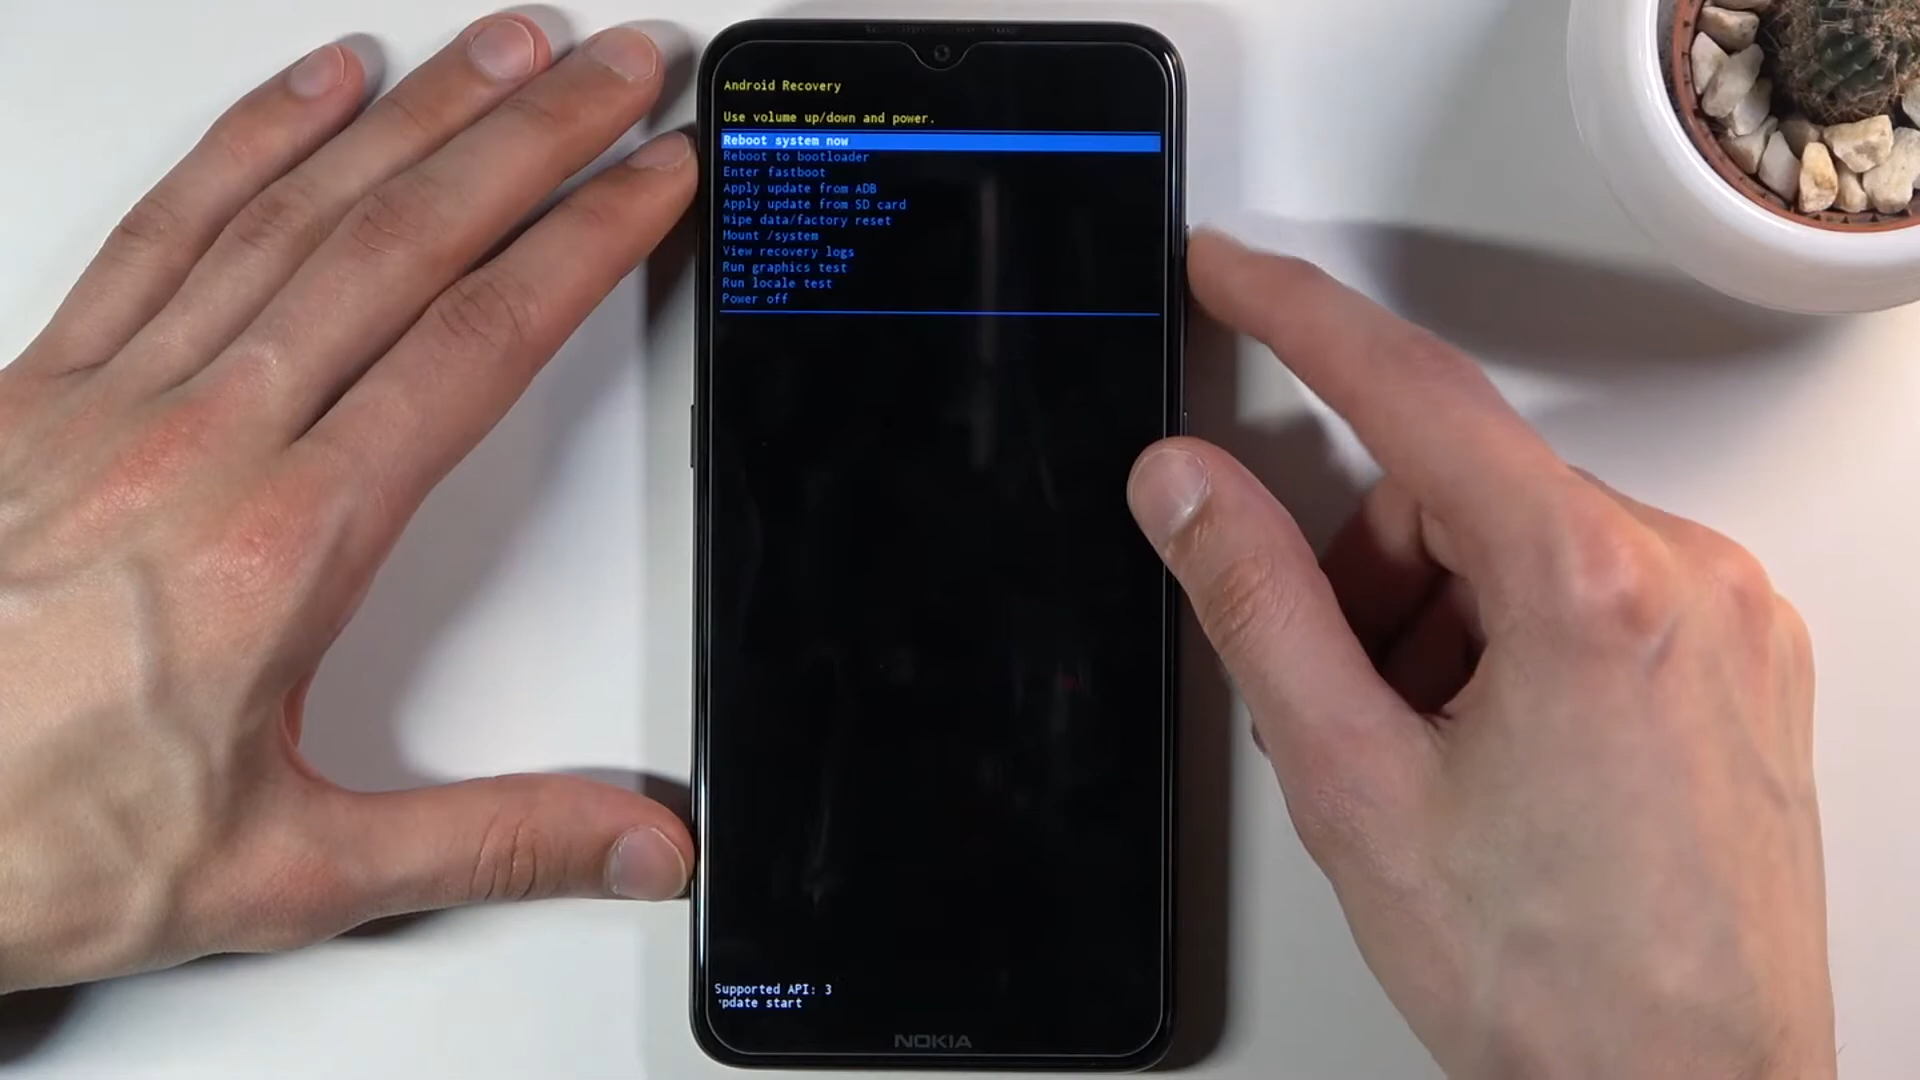 Android Recovery
Use volume up/down and power.
Reboot system now
Reboot to bootloader
Enter fastboot
Apply update from ADB
Apply update from SD card
Wipe data/factory reset
Mount /system
View recovery logs
Run graphics test
Run locale test
Power off
Supported API: 3
update start
NOKIA